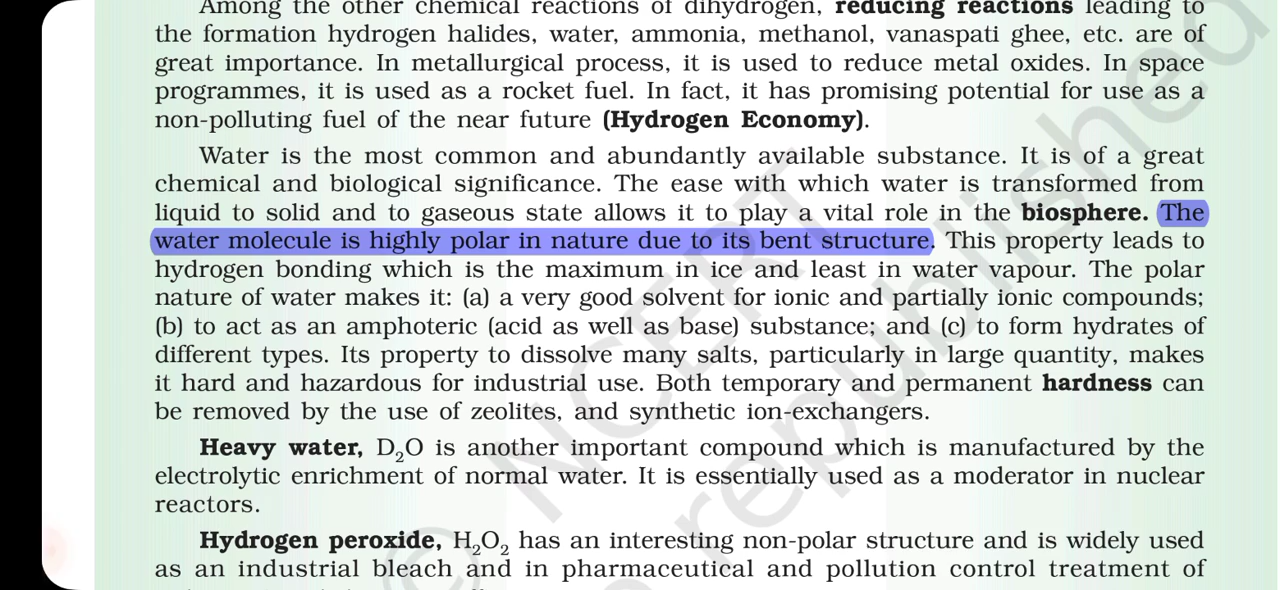 Among the other chemical reactions of dihydrogen, reducing reactions leading to
the formation hydrogen halides, water, ammonia, methanol, vanaspati ghee, etc. are of
great importance. In metallurgical process, it is used to reduce metal oxides. In space
programmes, it is used as a rocket fuel. In fact, it has promising potential for use as a
non-polluting fuel of the near future (Hydrogen Economy).
Water is the most common and abundantly available substance. It is of a great
chemical and biological significance. The ease with which water is transformed from
liquid to solid and to gaseous state allows it to play a vital role in the biosphere. The
water molecule is highly polar in nature due to its bent structure. This property leads to
hydrogen bonding which is the maximum in ice and least in water vapour. The polar
nature of water makes it: (a) a very good solvent for ionic and partially ionic compounds;
(b) to act as an amphoteric (acid as well as base) substance; and (c) to form hydrates of
different types. Its property to dissolve many salts, particularly in large quantity, makes
it hard and hazardous for industrial use. Both temporary and permanent hardness can
be removed by the use of zeolites, and synthetic ion-exchangers.
Heavy water, D₂O is another important compound which is manufactured by the
electrolytic enrichment of normal water. It is essentially used as a moderator in nuclear
reactors.
Hydrogen peroxide, H₂O₂ has an interesting non-polar structure and is widely used
as an industrial bleach and in pharmaceutical and pollution control treatment of
© NCERT
republished